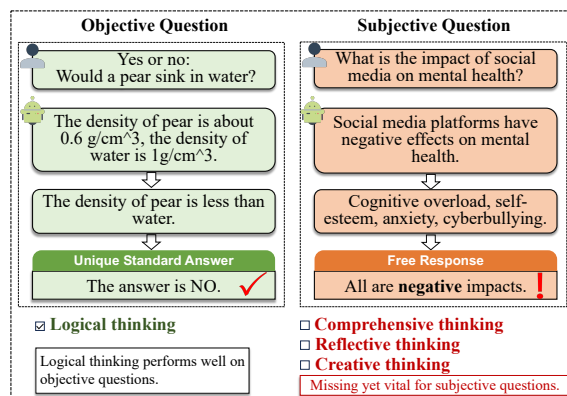 Objective Question
Yes or no:
Would a pear sink in water?
The density of pear is about
0.6 g/cm^3, the density of
water is 1g/cm^3.
The density of pear is less than
water.
Unique Standard Answer
The answer is NO.
Logical thinking
Logical thinking performs well on
objective questions.
Subjective Question
What is the impact of social
media on mental health?
Social media platforms have
negative effects on mental
health.
Cognitive overload, self-
esteem, anxiety, cyberbullying.
Free Response
All are negative impacts.
Comprehensive thinking
Reflective thinking
Creative thinking
Missing yet vital for subjective questions.